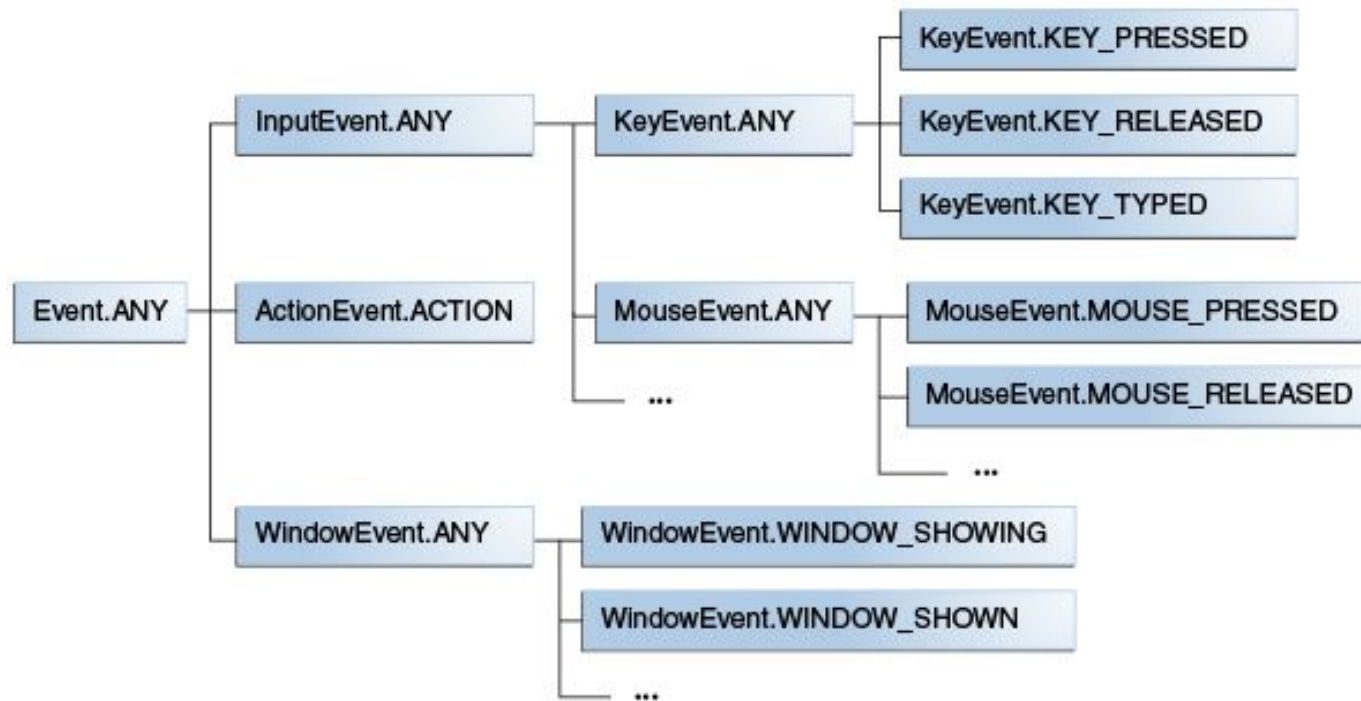 KeyEvent.KEY_PRESSED
InputEvent.ANY
KeyEvent.ANY
KeyEvent.KEY_RELEASED
KeyEvent.KEY_TYPED
Event.ANY
ActionEvent.ACTION
MouseEvent.ANY
MouseEvent.MOUSE_PRESSED
...
MouseEvent.MOUSE_RELEASED
...
WindowEvent.ANY
WindowEvent.WINDOW_SHOWING
WindowEvent.WINDOW_SHOWN
...